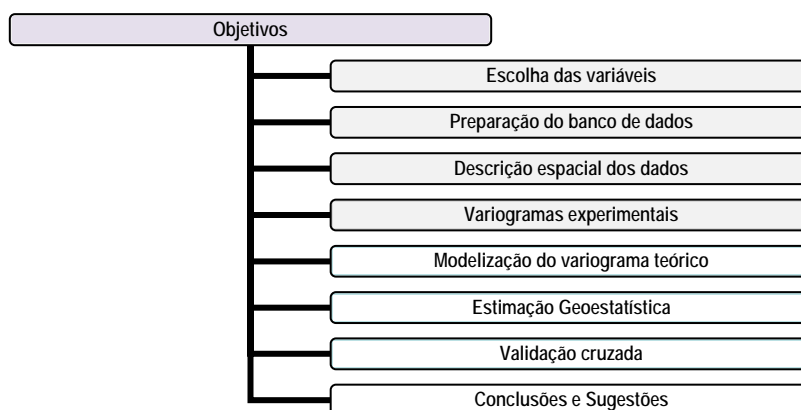 Objetivos
Escolha das variáveis
Preparação do banco de dados
Descrição espacial dos dados
Variogramas experimentais
Modelização do variograma teórico
Estimação Geoestatística
Validação cruzada
Conclusões e Sugestões